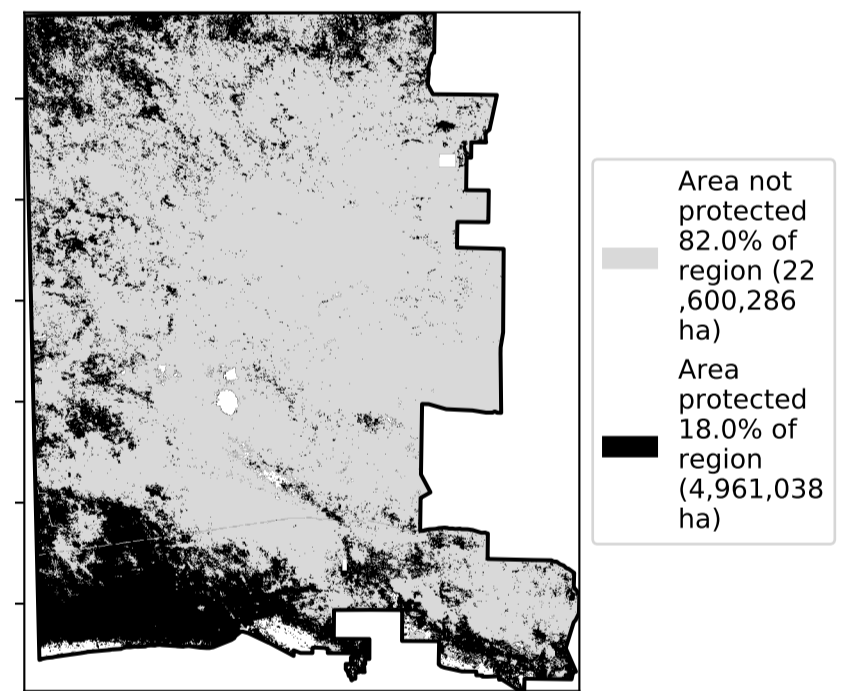 Area not
protected
82.0% of
region (22
,600,286
ha)
Area
protected
18.0% of
region
(4,961,038
ha)